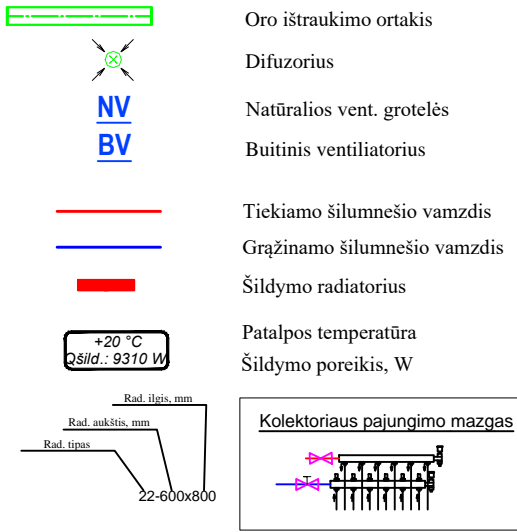 Oro ištraukimo ortakis
Difuzorius
NV Natūralios vent. grotelės
BV Buitinis ventiliatorius
Tiekiamo šilumnešio vamzdis
Grąžinamo šilumnešio vamzdis
Šildymo radiatorius
+20 °C
Qšild.: 9310 W
Patalpos temperatūra
Šildymo poreikis, W
Rad. ilgis, mm
Rad. aukštis, mm
Rad. tipas
22-600x800
Kolektoriaus pajungimo mazgas